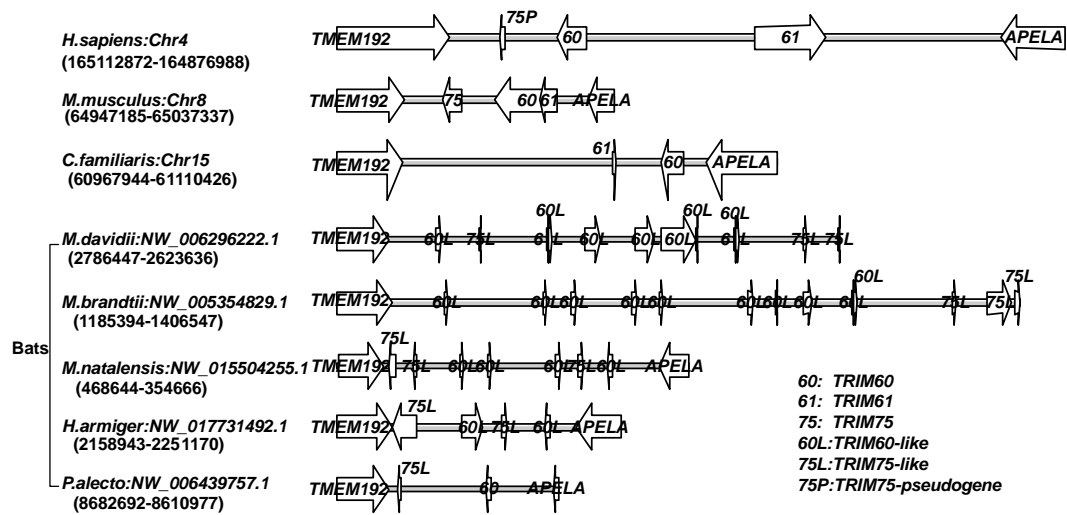 75P
H.sapiens:Chr4 TMEM192 60 61 APELA
(165112872-164876988)
M.musculus:Chr8 TMEM192 75 60 61 APELA
(64947185-65037337)
61
C.familiaris:Chr15 TMEM192 60 APELA
(60967944-61110426)
60L 60L 60L
M.davidii:NW_006296222.1 TMEM192 60L 75L 60L 60L 60L 60L 60L 75L 75L
(2786447-2623636)
60L 75L
M.brandtii:NW_005354829.1 TMEM192 60L 60L 60L 60L 60L 60L 60L 60L 60L 75L 75L
(1185394-1406547)
Bats
75L
M.natalensis:NW_015504255.1 TMEM192 75L 60L 60L 60L 75L 60L APELA
(468644-354666)
75L
H.armiger:NW_017731492.1 TMEM192 60L 75L 60L APELA
(2158943-2251170)
75L
P.alecto:NW_006439757.1 TMEM192 60 APELA
(8682692-8610977)
60: TRIM60
61: TRIM61
75: TRIM75
60L:TRIM60-like
75L:TRIM75-like
75P:TRIM75-pseudogene